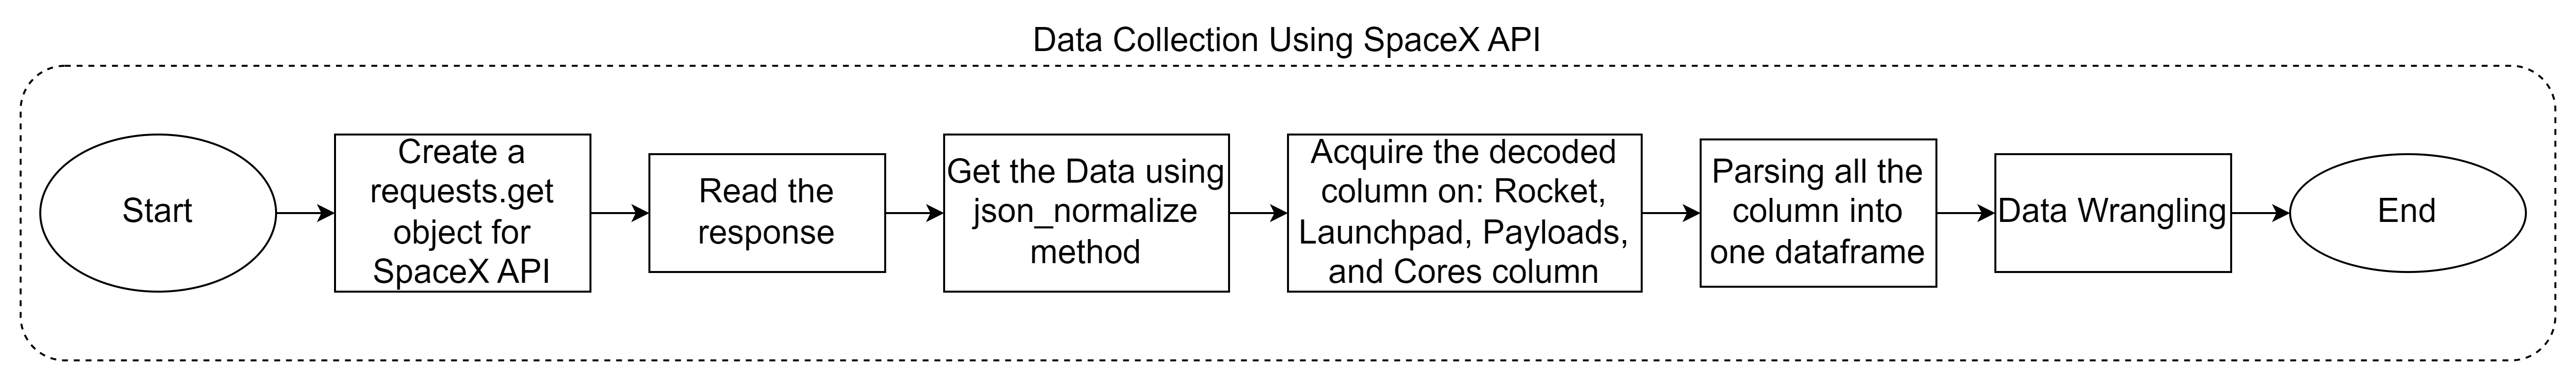 Data Collection Using SpaceX API
Start
Create a
requests.get
object for
SpaceX API
Read the
response
Get the Data using
json_normalize
method
Acquire the decoded
column on: Rocket,
Launchpad, Payloads,
and Cores column
Parsing all the
column into
one dataframe
Data Wrangling
End